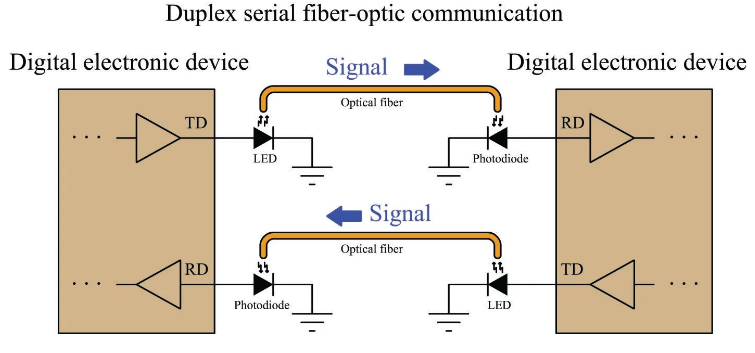 Duplex serial fiber-optic communication
Digital electronic device
Signal
Digital electronic device
Optical fiber
TD
LED
Photodiode
RD
. . .
. . .
Signal
Optical fiber
RD
Photodiode
LED
TD
. . .
. . .